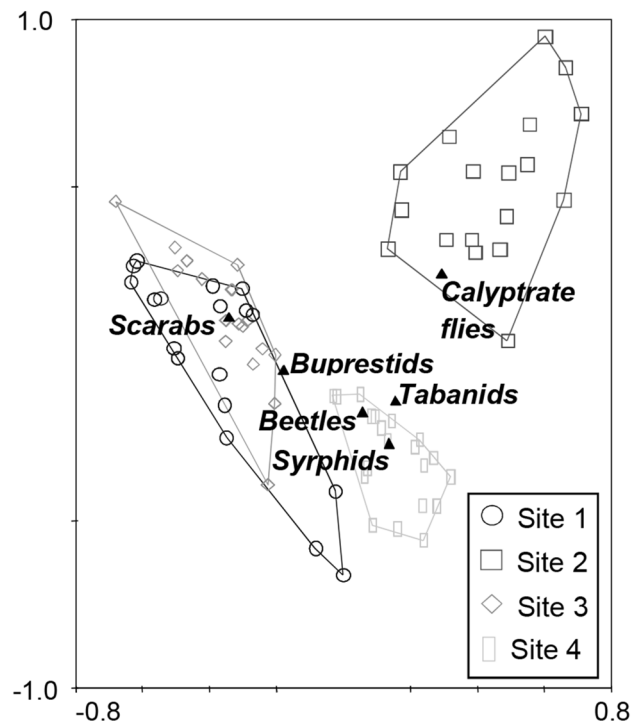 1.0
Calyptrate
flies
Scarabs
Buprestids
Tabanids
Beetles
Syrphids
Site 1
Site 2
Site 3
Site 4
-1.0
-0.8
0.8